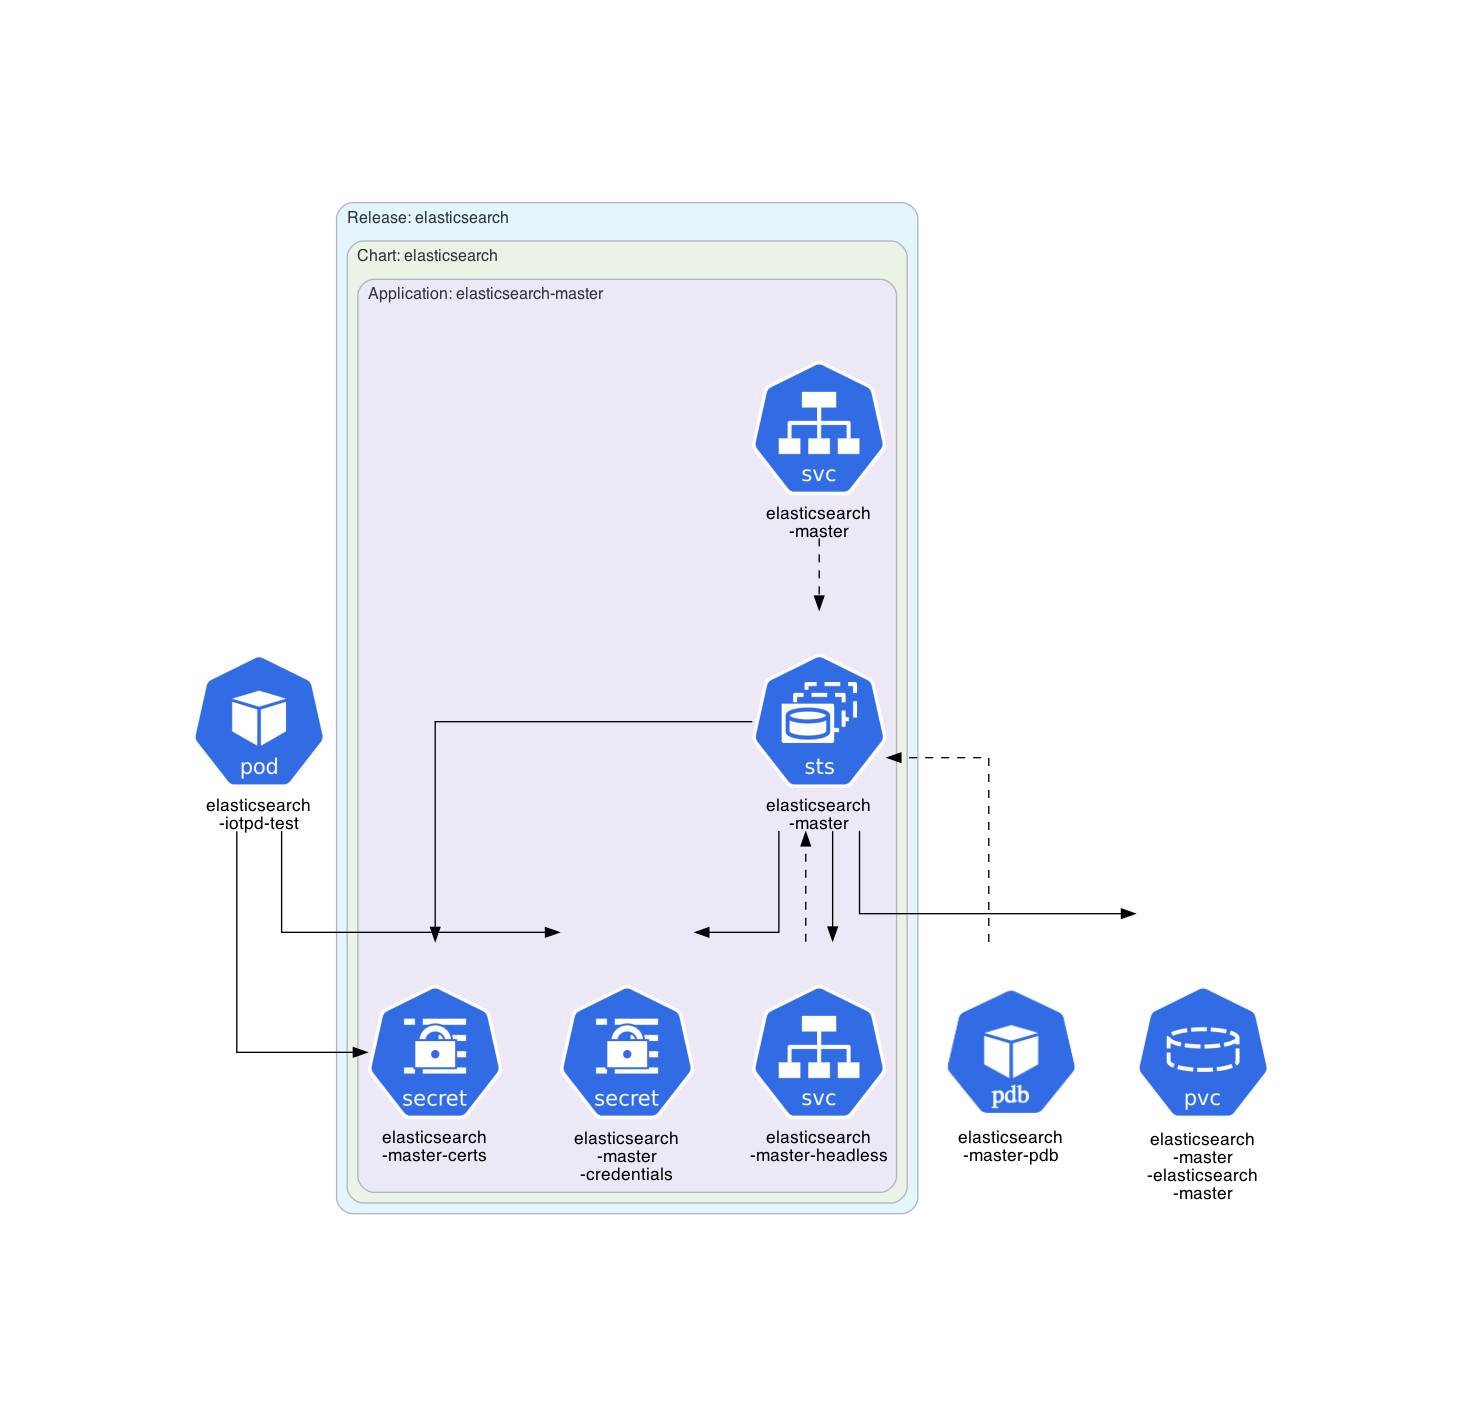 Release: elasticsearch
Chart: elasticsearch
Application: elasticsearch-master
svc
elasticsearch
-master
pod
elasticsearch
-iotpd-test
sts
elasticsearch
-master
secret
elasticsearch
-master-certs
secret
elasticsearch
-master
-credentials
svc
elasticsearch
-master-headless
pdb
elasticsearch
-master-pdb
pvc
elasticsearch
-master
-elasticsearch
-master